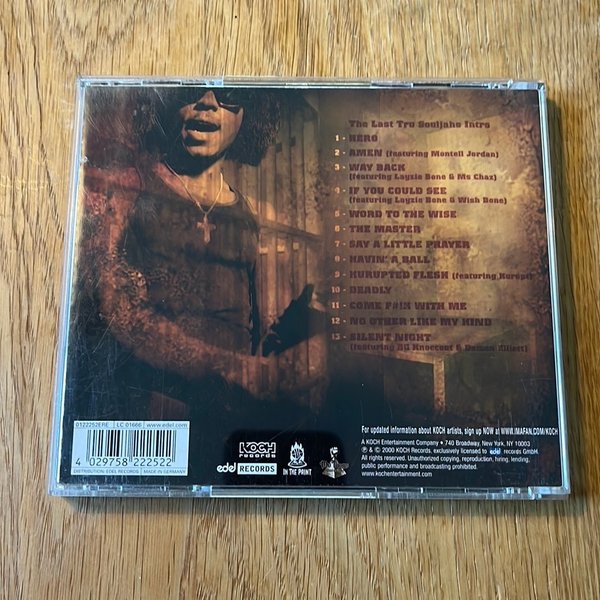 The Last Tru Souljahs Intro
1 - HERO
2 - AMEN (featuring Montell Jordan)
3 - WAY BACK
(featuring Layzie Bone & Ms Chaz)
4 - IF YOU COULD SEE
(featuring Layzie Bone & Wish Bone)
5 - WORD TO THE WISE
6 - THE MASTER
7 - SAY A LITTLE PRAYER
8 - HAVIN' A BALL
9 - KURUPTED FLESH (featuring Kurupt)
10 - DEADLY
11 - COME F#!K WITH ME
12 - NO OTHER LIKE MY KIND
13 - SILENT NIGHT
(featuring & Damon Elliott)
0122252ERE LC 01666 www.edel.com
4 029758 222522
DISTRIBUTION: EDEL RECORDS MADE IN GERMANY
KOCH
records
edel RECORDS
IN THE PAINT
For updated information about KOCH artists, sign up NOW at WWW.IMAFAN.COM/KOCH
A KOCH Entertainment Company • 740 Broadway, New York, NY 10003
℗ & © 2000 KOCH Records, exclusively licensed to edel records GmbH.
All rights reserved. Unauthorized copying, reproduction, hiring, lending,
public performance and broadcasting prohibited.
www.kochentertainment.com